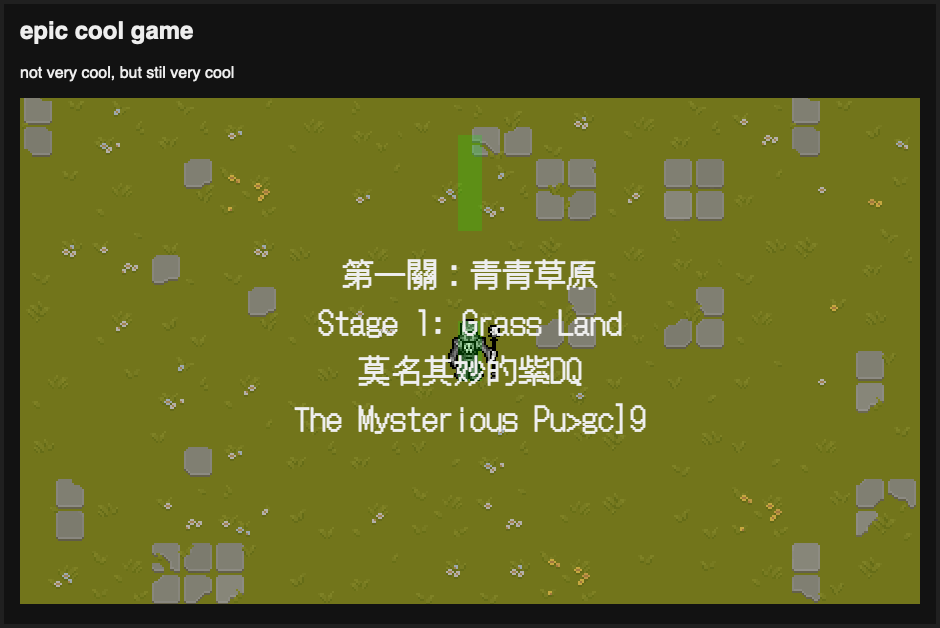 epic cool game
not very cool, but stil very cool
第一關：青青草原
Stage 1: Grass Land
莫名其妙的紫DQ
The Mysterious Pu>gc]9